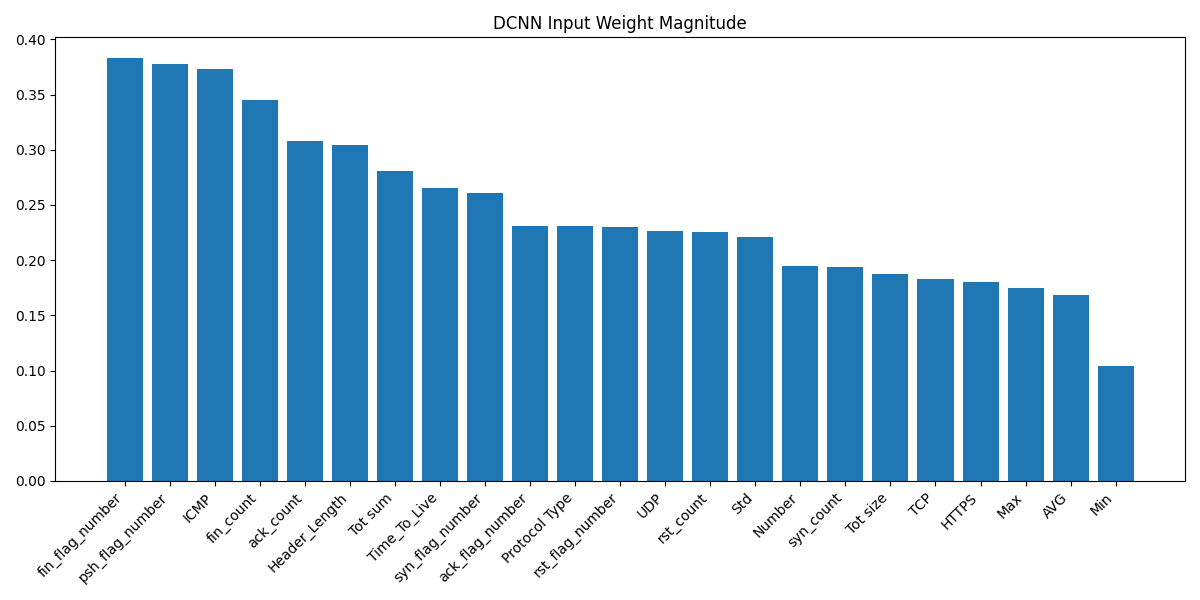 DCNN Input Weight Magnitude
0.40
0.35
0.30
0.25
0.20
0.15
0.10
0.05
0.00
fin_flag_number
psh_flag_number
ICMP
fin_count
ack_count
Header_Length
Tot sum
Time_To_Live
syn_flag_number
ack_flag_number
Protocol Type
rst_flag_number
UDP
rst_count
Std
Number
syn_count
Tot size
TCP
HTTPS
Max
AVG
Min